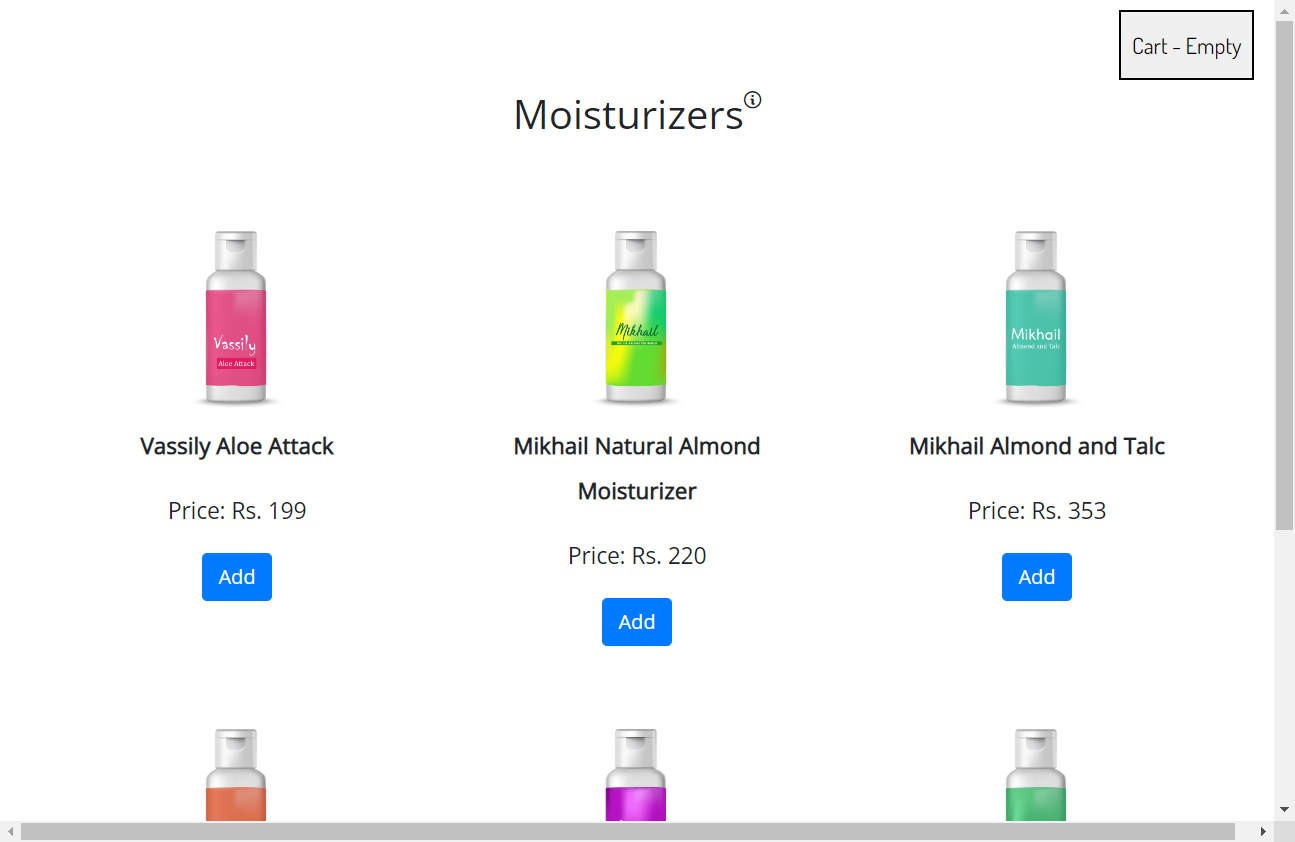 Cart - Empty
Moisturizers
Vassily
Aloe Attack
Mikhail
Mikhail
Almond and Talc
Vassily Aloe Attack
Mikhail Natural Almond
Moisturizer
Mikhail Almond and Talc
Price: Rs. 199
Price: Rs. 220
Price: Rs. 353
Add
Add
Add